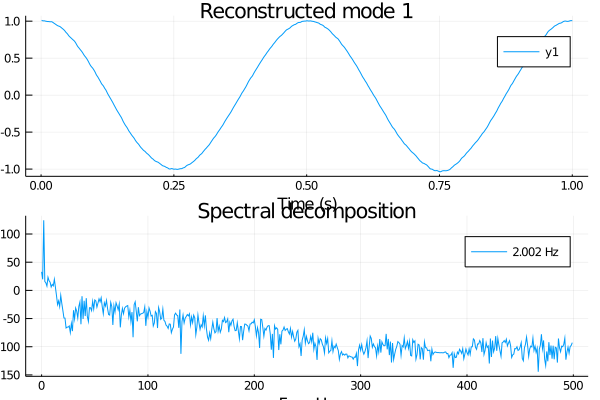 Reconstructed mode 1
1.0
0.5
0.0
-0.5
-1.0
y1
0.00 0.25 0.50 0.75 1.00
Time (s)
Spectral decomposition
100
50
0
-50
100
150
2.002 Hz
0 100 200 300 400 500